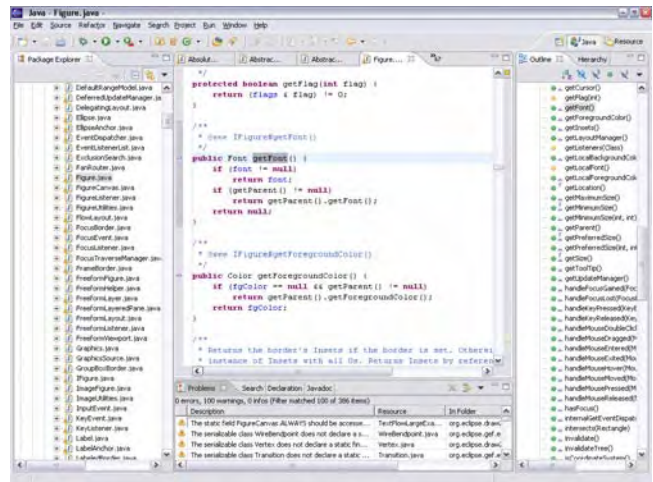 Java - Figure.java -
File Edit Source Refactor Navigate Search Project Run Window Help
Java Resource
Package Explorer
DefaultRangeModel.java
DeferredUpdateManager.ja
DelegatingLayout.java
Ellipse.java
EllipseAnchor.java
EventDispatcher.java
EventListenerList.java
ExclusionSearch.java
FanRouter.java
Figure.java
FigureCanvas.java
FigureListener.java
FigureUtilities.java
FlowLayout.java
FocusBorder.java
FocusEvent.java
FocusListener.java
FocusTraverseManager.jav
FrameBorder.java
FreeformFigure.java
FreeformHelper.java
FreeformLayer.java
FreeformLayeredPane.java
FreeformLayout.java
FreeformListener.java
FreeformViewport.java
Graphics.java
GraphicsSource.java
GroupBoxBorder.java
IFigure.java
ImageFigure.java
ImageUtilities.java
InputEvent.java
KeyEvent.java
KeyListener.java
Label.java
LabelAnchor.java
LabeledBorder.java
Absolut... Abstrac... Abstrac... Figure....
*/
protected boolean getFlag(int flag) {
return (flags & flag) != 0;
}
/**
* @see IFigure#getFont()
*/
public Font getFont() {
if (font != null)
return font;
if (getParent() != null)
return getParent().getFont();
return null;
}
/**
* @see IFigure#getForegroundColor()
*/
public Color getForegroundColor() {
if (fgColor == null && getParent() != null)
return getParent().getForegroundColor();
return fgColor;
}
/**
* Returns the border's Insets if the border is set. Otherwi
* instance of Insets with all 0s. Returns Insets by referen
Problems Search Declaration Javadoc
0 errors, 100 warnings, 0 infos (Filter matched 100 of 386 items)
Description Resource In Folder
The static field FigureCanvas.ALWAYS should be accesse... TextFlowLargeExa... org.eclipse.draw2
The serializable class WireBendpoint does not declare a s... WireBendpoint.java org.eclipse.gef.e
The serializable class Vertex does not declare a static fin... Vertex.java org.eclipse.draw2
The serializable class Transition does not declare a static ... Transition.java org.eclipse.gef.e
Outline Hierarchy
getCursor()
getFlag(int)
getFont()
getForegroundColor()
getInsets()
getLayoutManager()
getListeners(Class)
getLocalBackgroundCol
getLocalFont()
getLocalForegroundCol
getLocation()
getMaximumSize()
getMinimumSize()
getMinimumSize(int, int)
getParent()
getPreferredSize()
getPreferredSize(int, int
getSize()
getToolTip()
getUpdateManager()
handleFocusGained(Foc
handleFocusLost(Focus
handleKeyPressed(KeyE
handleKeyReleased(Key
handleMouseDoubleClic
handleMouseDragged(M
handleMouseEntered(M
handleMouseExited(Mou
handleMouseHover(Mou
handleMouseMoved(Mo
handleMousePressed(M
handleMouseReleased(M
hasFocus()
internalGetEventDispatc
intersects(Rectangle)
invalidate()
invalidateTree()
isCoordinateSystem()